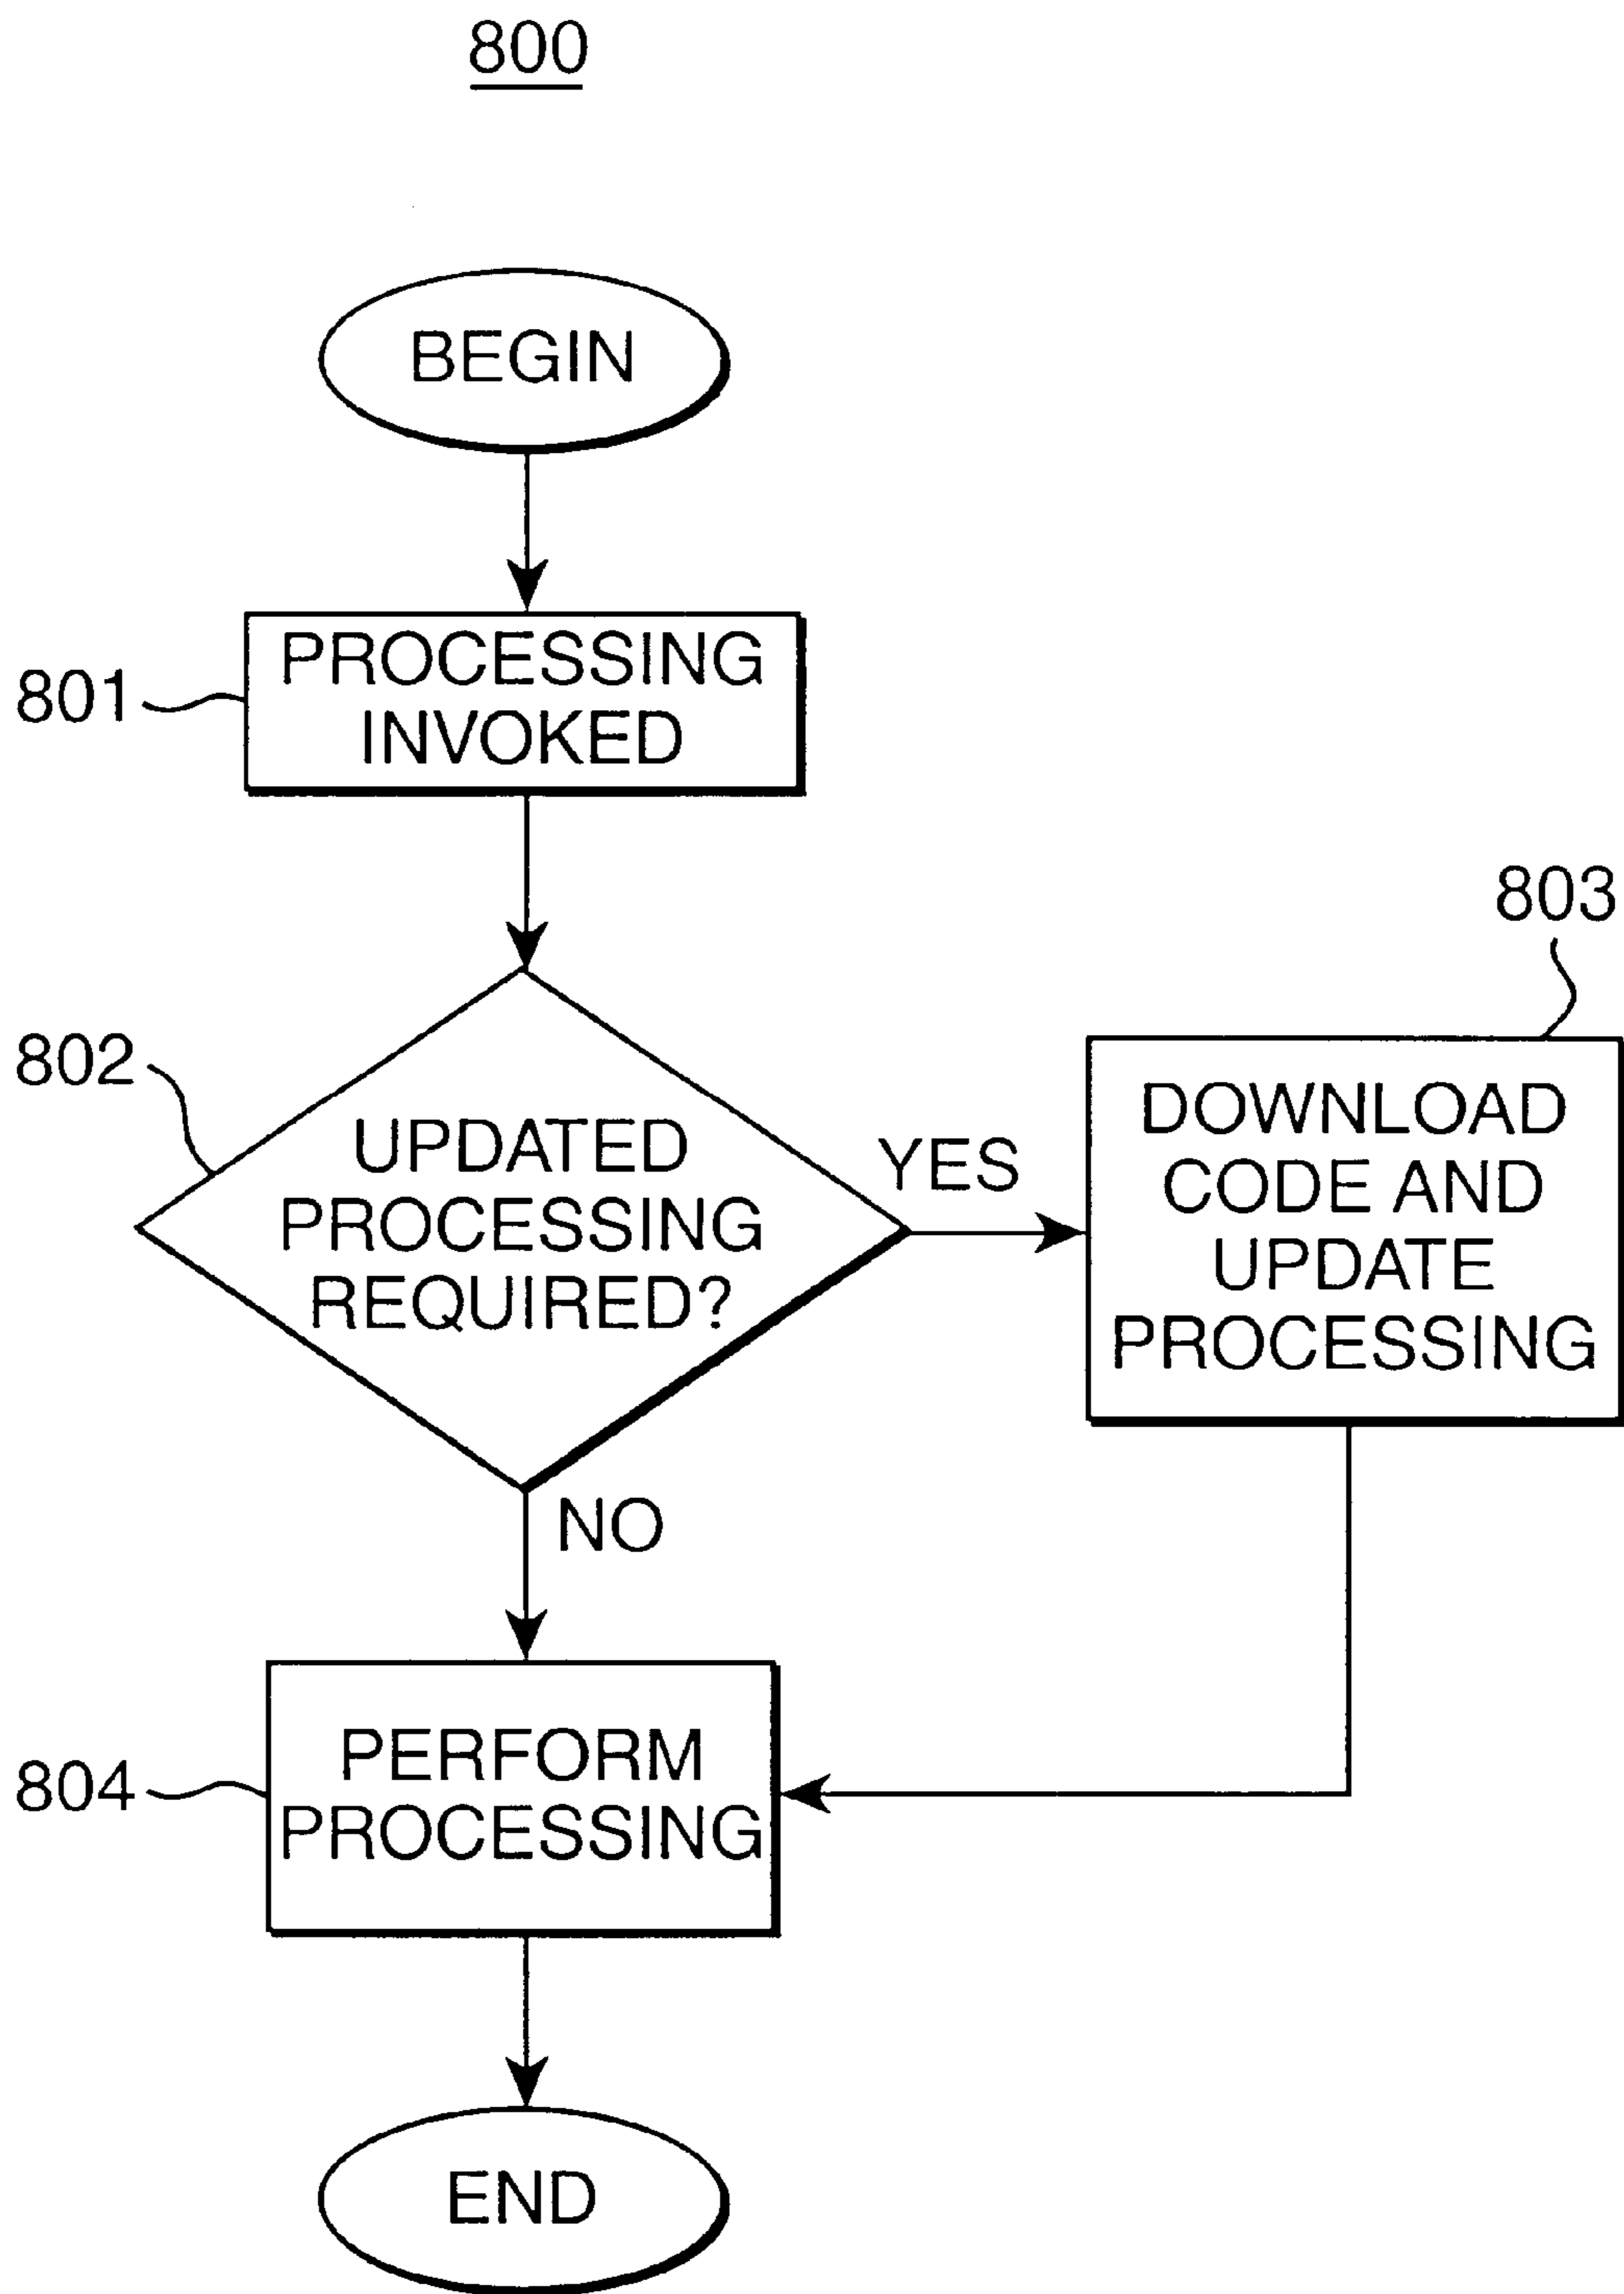 800
BEGIN
801
PROCESSING
INVOKED
802
UPDATED
PROCESSING
REQUIRED?
YES
803
DOWNLOAD
CODE AND
UPDATE
PROCESSING
NO
804
PERFORM
PROCESSING
END